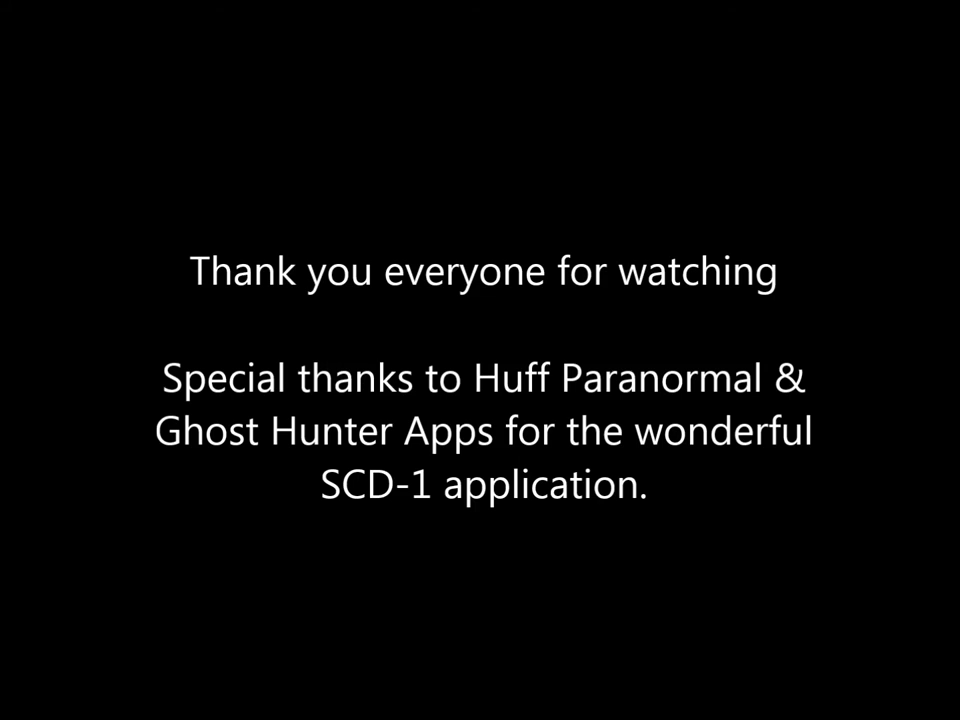 Thank you everyone for watching
Special thanks to Huff Paranormal &
Ghost Hunter Apps for the wonderful
SCD-1 application.